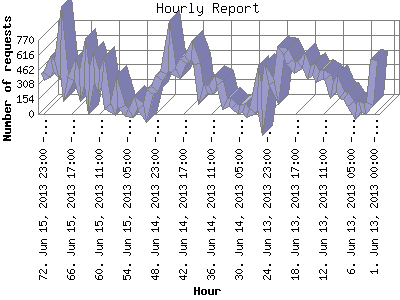 Hourly Report
Number of requests
770
616
462
308
154
0
72. Jun 15, 2013 23:00 -...
66. Jun 15, 2013 17:00 -...
60. Jun 15, 2013 11:00 -...
54. Jun 15, 2013 05:00 -...
48. Jun 14, 2013 23:00 -...
42. Jun 14, 2013 17:00 -...
36. Jun 14, 2013 11:00 -...
30. Jun 14, 2013 05:00 -...
24. Jun 13, 2013 23:00 -...
18. Jun 13, 2013 17:00 -...
12. Jun 13, 2013 11:00 -...
6. Jun 13, 2013 05:00 -...
1. Jun 13, 2013 00:00 -...
Hour